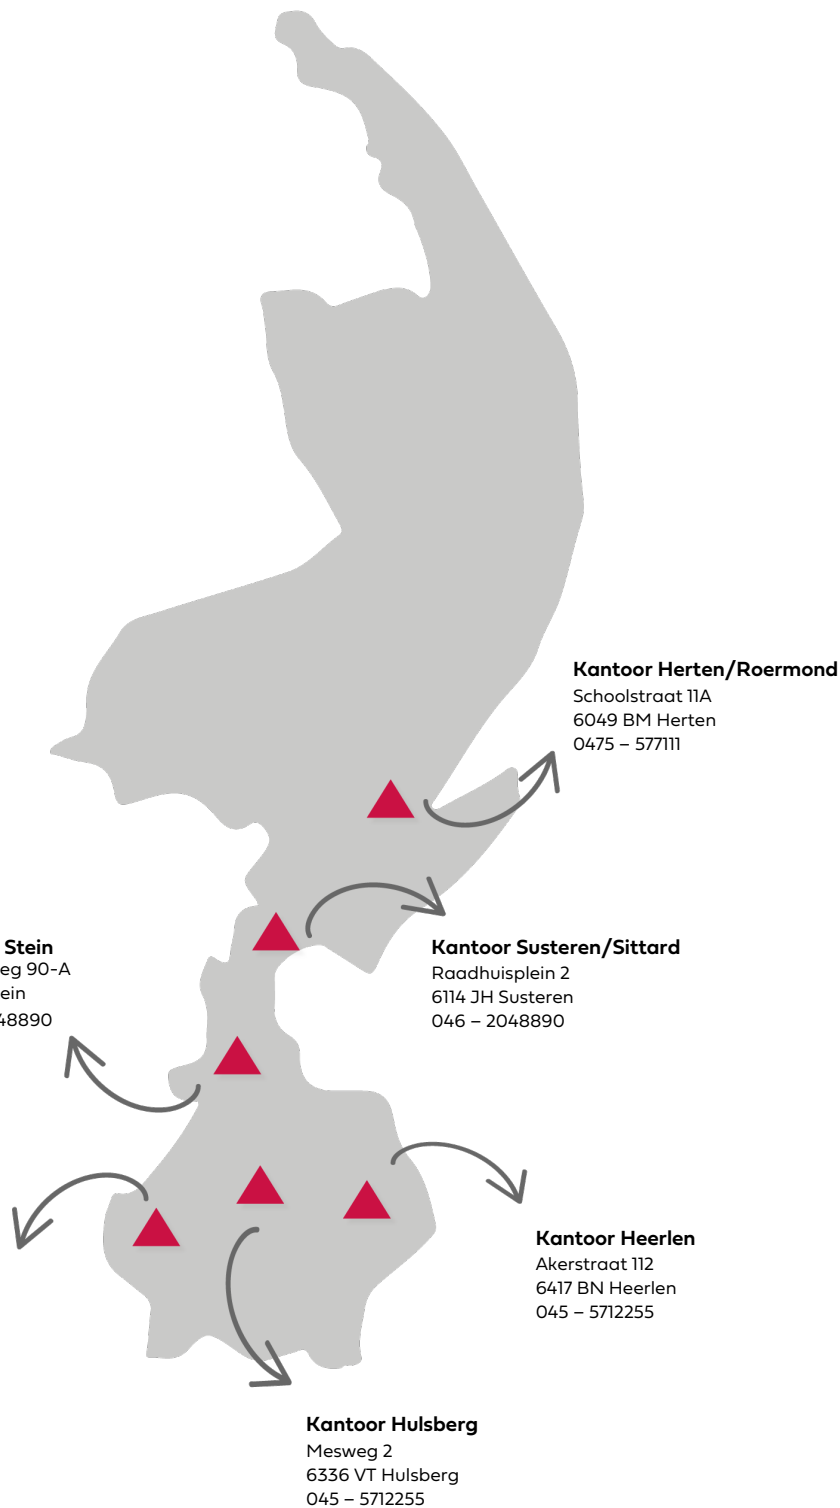 Kantoor Herten/Roermond
Schoolstraat 11A
6049 BM Herten
0475 – 577111
Stein
eg 90-A
ein
48890
Kantoor Susteren/Sittard
Raadhuisplein 2
6114 JH Susteren
046 – 2048890
Kantoor Heerlen
Akerstraat 112
6417 BN Heerlen
045 – 5712255
Kantoor Hulsberg
Mesweg 2
6336 VT Hulsberg
045 – 5712255